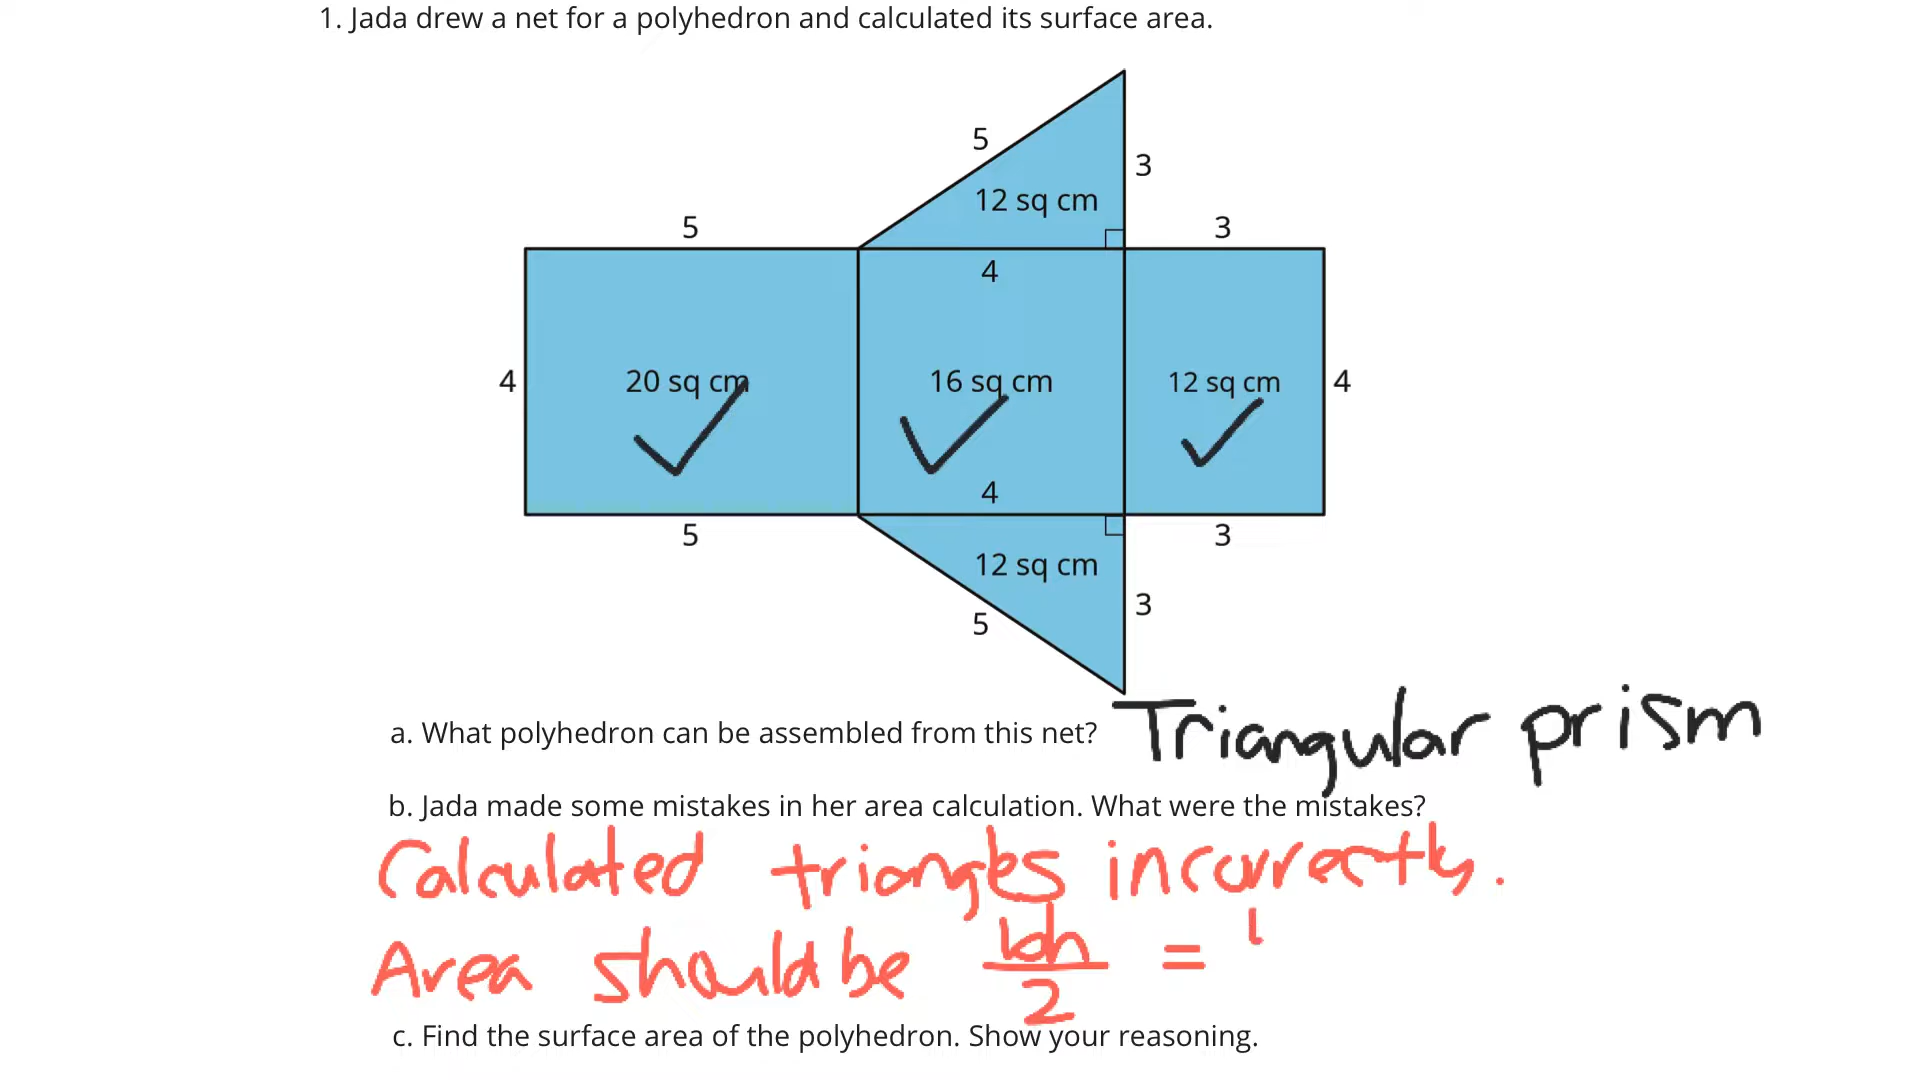 1. Jada drew a net for a polyhedron and calculated its surface area.
5
3
12 sq cm
5
3
4
4
20 sq cm
16 sq cm
12 sq cm
4
4
5
3
12 sq cm
3
5
a. What polyhedron can be assembled from this net? Triangular prism
b. Jada made some mistakes in her area calculation. What were the mistakes?
Calculated triangles incorrectly.
Area should be bh/2 =
c. Find the surface area of the polyhedron. Show your reasoning.